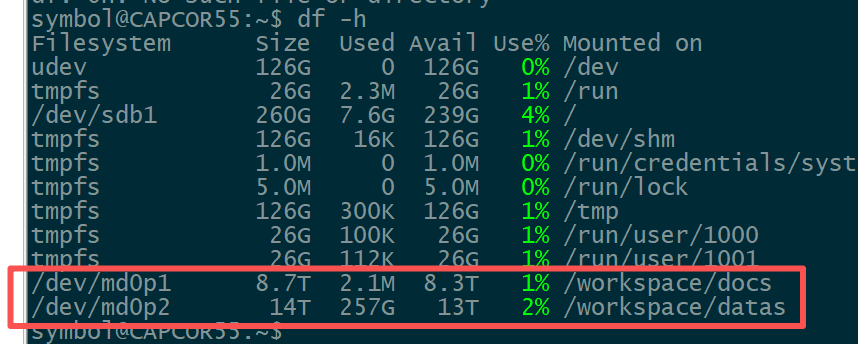 symbol@CAPCOR55:~$ df -h
Filesystem Size Used Avail Use% Mounted on
udev 126G 0 126G 0% /dev
tmpfs 26G 2.3M 26G 1% /run
/dev/sdb1 260G 7.6G 239G 4% /
tmpfs 126G 16K 126G 1% /dev/shm
tmpfs 1.0M 0 1.0M 0% /run/credentials/syst
tmpfs 5.0M 0 5.0M 0% /run/lock
tmpfs 126G 300K 126G 1% /tmp
tmpfs 26G 100K 26G 1% /run/user/1000
tmpfs 26G 112K 26G 1% /run/user/1001
/dev/md0p1 8.7T 2.1M 8.3T 1% /workspace/docs
/dev/md0p2 14T 257G 13T 2% /workspace/datas
symbol@CAPCOR55:~$